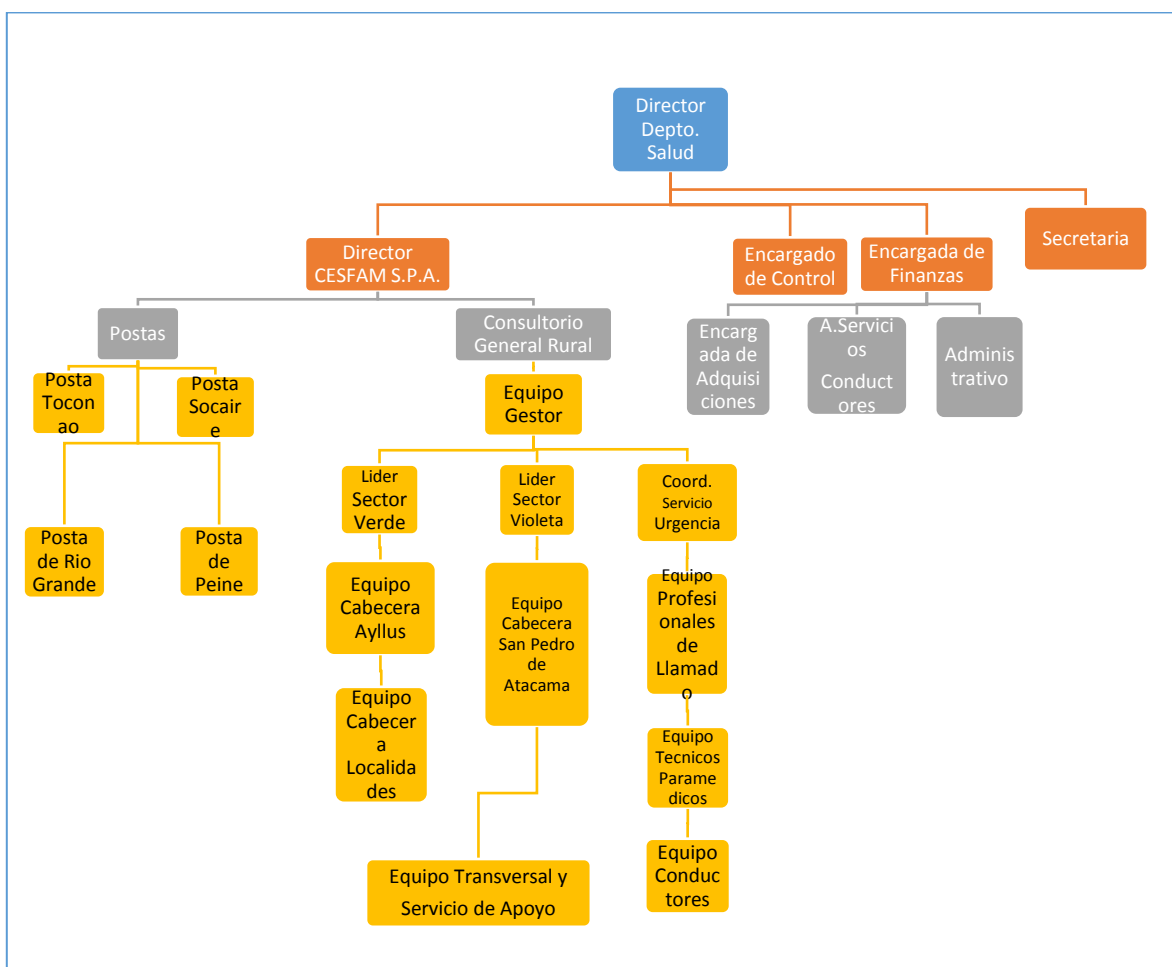 Director
Depto.
Salud
Director
CESFAM S.P.A.
Encargado
de Control
Encargada de
Finanzas
Secretaria
Postas
Consultorio
General Rural
Encarg
ada de
Adquisi
ciones
A.Servici
os
Conduct
ores
Adminis
trativo
Posta
Tocon
ao
Posta
Socair
e
Posta
de Rio
Grande
Posta
de
Peine
Equipo
Gestor
Lider
Sector
Verde
Lider
Sector
Violeta
Coord.
Servicio
Urgencia
Equipo
Cabecera
Ayllus
Equipo
Cabecera
San Pedro
de
Atacama
Equipo
Profesi
onales
de
Llamad
o
Equipo
Cabecer
a
Localida
des
Equipo
Tecnicos
Parame
dicos
Equipo Transversal y
Servicio de Apoyo
Equipo
Conduc
tores